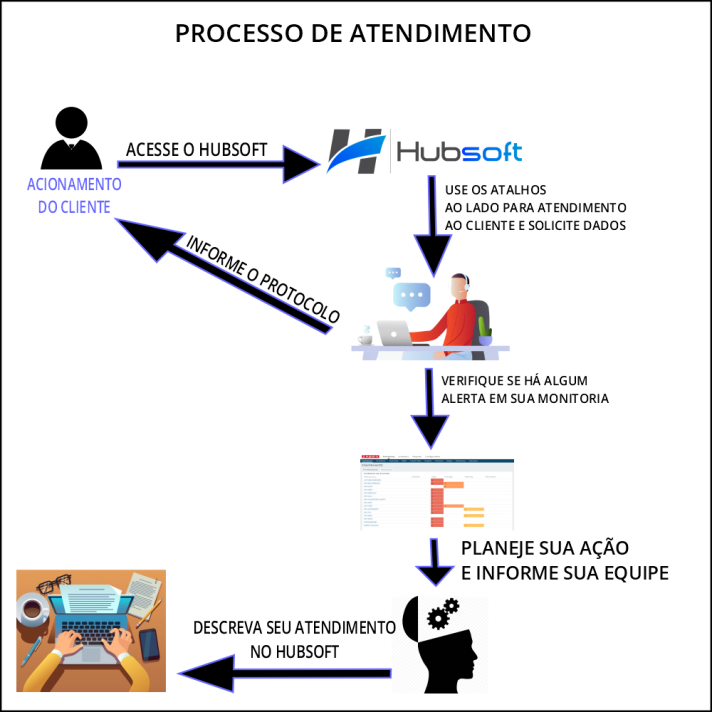 PROCESSO DE ATENDIMENTO
ACESSE O HUBSOFT
Hubsoft
ACIONAMENTO
DO CLIENTE
USE OS ATALHOS
AO LADO PARA ATENDIMENTO
AO CLIENTE E SOLICITE DADOS
INFORME O PROTOCOLO
VERIFIQUE SE HÁ ALGUM
ALERTA EM SUA MONITORIA
PLANEJE SUA AÇÃO
E INFORME SUA EQUIPE
DESCREVA SEU ATENDIMENTO
NO HUBSOFT